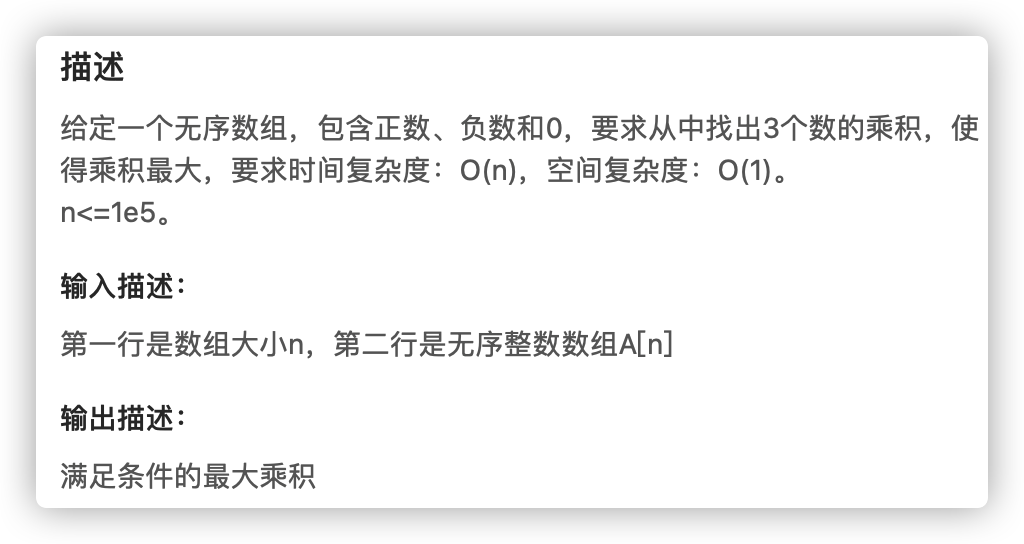 描述
给定一个无序数组，包含正数、负数和0，要求从中找出3个数的乘积，使
得乘积最大，要求时间复杂度：O(n)，空间复杂度：O(1)。
n<=1e5。
输入描述：
第一行是数组大小n，第二行是无序整数数组A[n]
输出描述：
满足条件的最大乘积